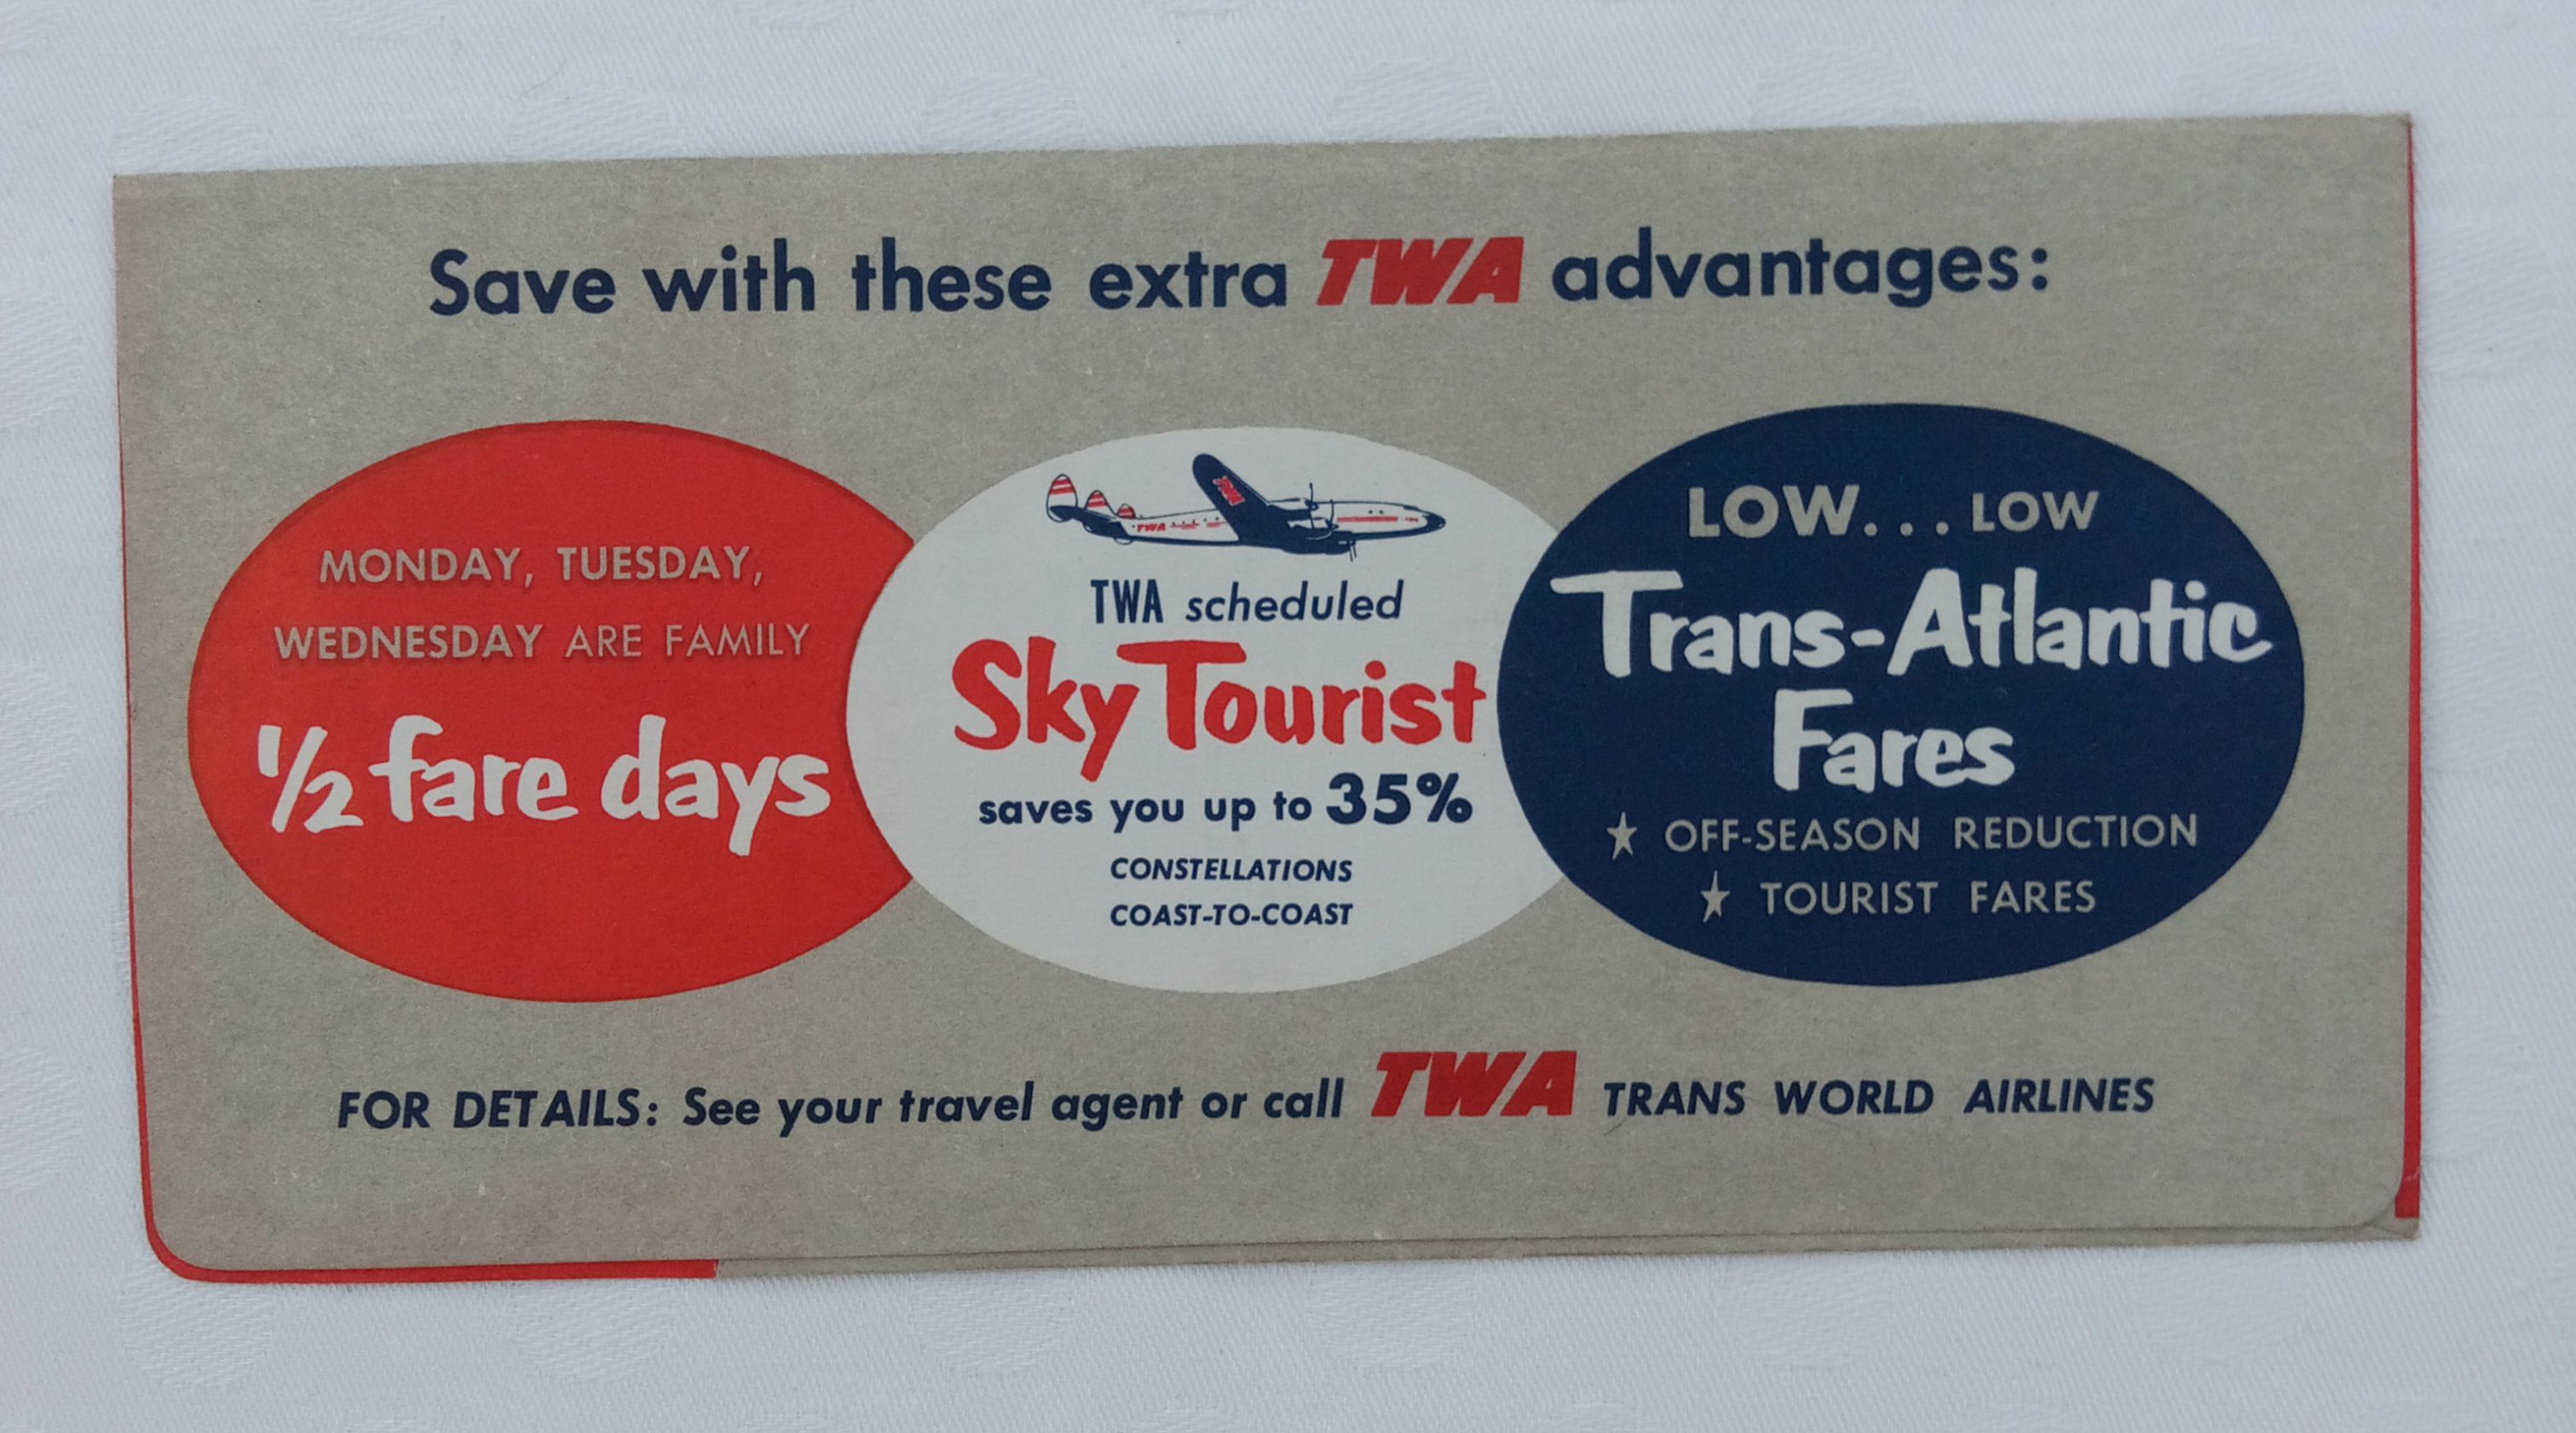 Save with these extra TWA advantages:
MONDAY, TUESDAY,
WEDNESDAY ARE FAMILY
1/2 fare days
TWA
TWA
TWA scheduled
Sky Tourist
saves you up to 35%
CONSTELLATIONS
COAST-TO-COAST
LOW... LOW
Trans-Atlantic
Fares
★ OFF-SEASON REDUCTION
★ TOURIST FARES
FOR DETAILS: See your travel agent or call TWA TRANS WORLD AIRLINES